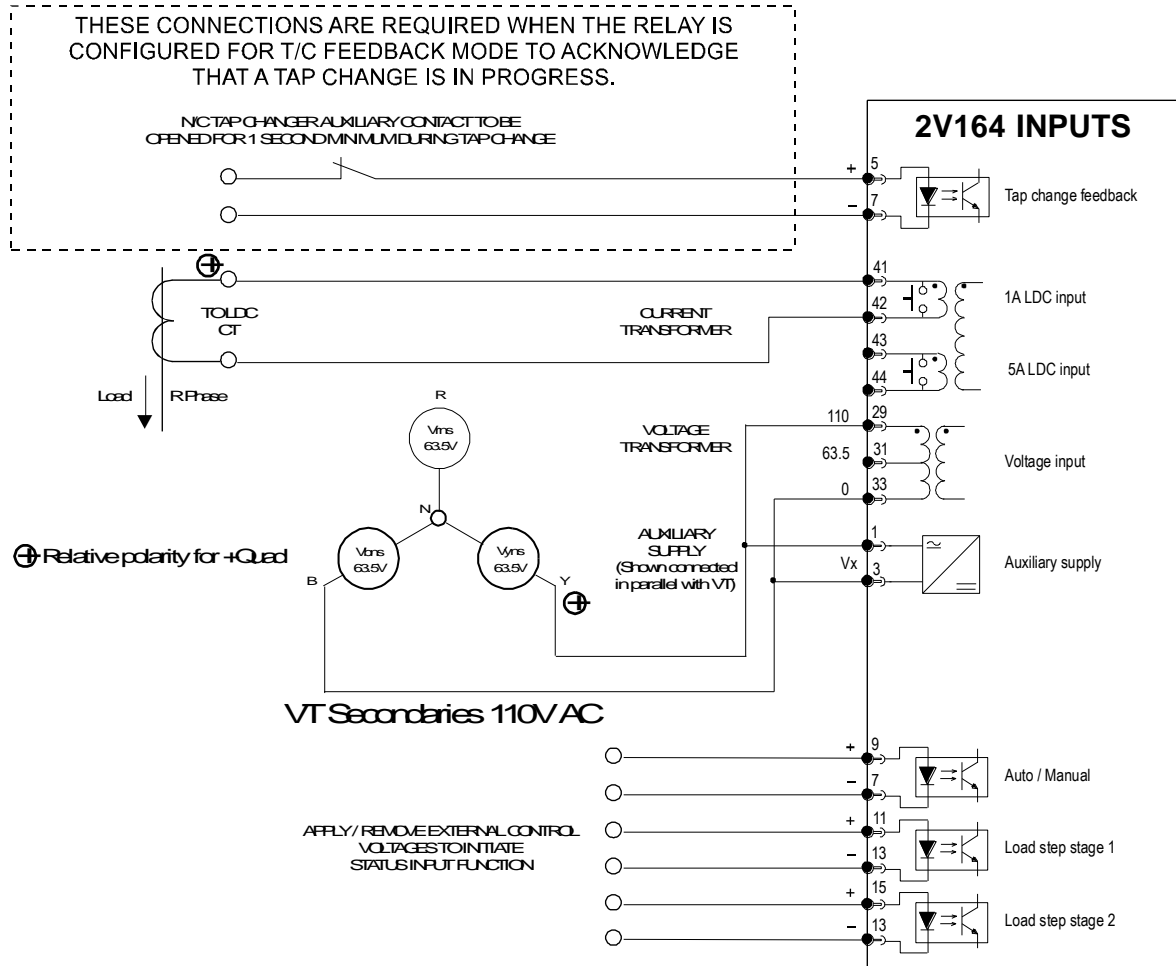 THESE CONNECTIONS ARE REQUIRED WHEN THE RELAY IS
CONFIGURED FOR T/C FEEDBACK MODE TO ACKNOWLEDGE
THAT A TAP CHANGE IS IN PROGRESS.
N/C TAP CHANGER AUXILIARY CONTACT TO BE
OPENED FOR 1 SECOND MINIMUM DURING TAP CHANGE
2V164 INPUTS
+ 5
− 7
Tap change feedback
TO LDC
CT
Load
R Phase
CURRENT
TRANSFORMER
41
42
1A LDC input
43
44
5A LDC input
R
Vrns
63.5V
N
Vbns
63.5V
Vyns
63.5V
B
Y
Relative polarity for +Quad
VOLTAGE
TRANSFORMER
110 29
63.5 31
0 33
Voltage input
AUXILIARY
SUPPLY
(Shown connected
in parallel with VT)
1
Vx
3
Auxiliary supply
VT Secondaries 110V AC
+ 9
− 7
Auto / Manual
APPLY / REMOVE EXTERNAL CONTROL
VOLTAGES TO INITIATE
STATUS INPUT FUNCTION
+ 11
− 13
Load step stage 1
+ 15
− 13
Load step stage 2